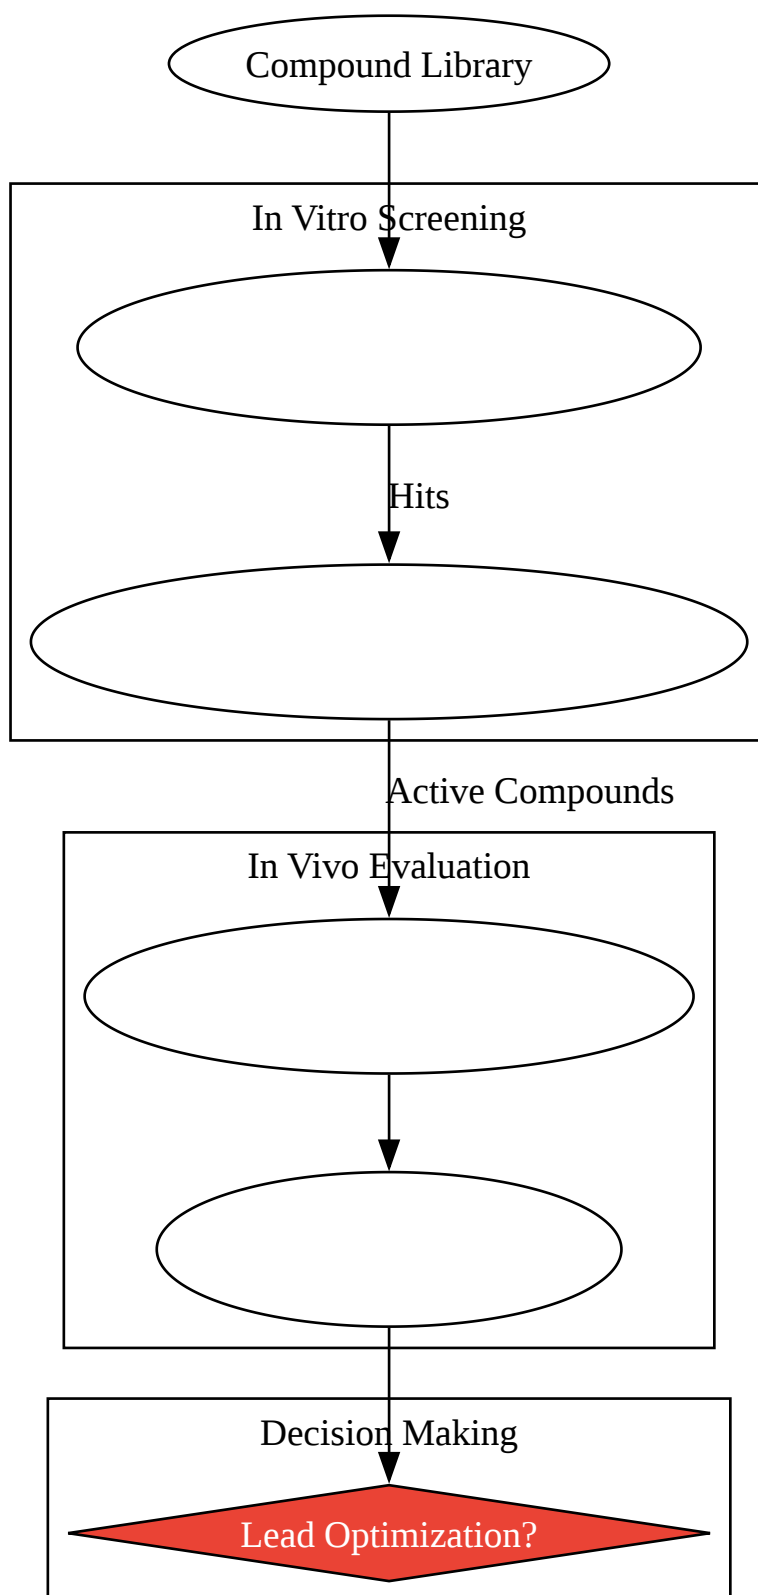 Compound Library
In Vitro Screening
Hits
Active Compounds
In Vivo Evaluation
Decision Making
Lead Optimization?